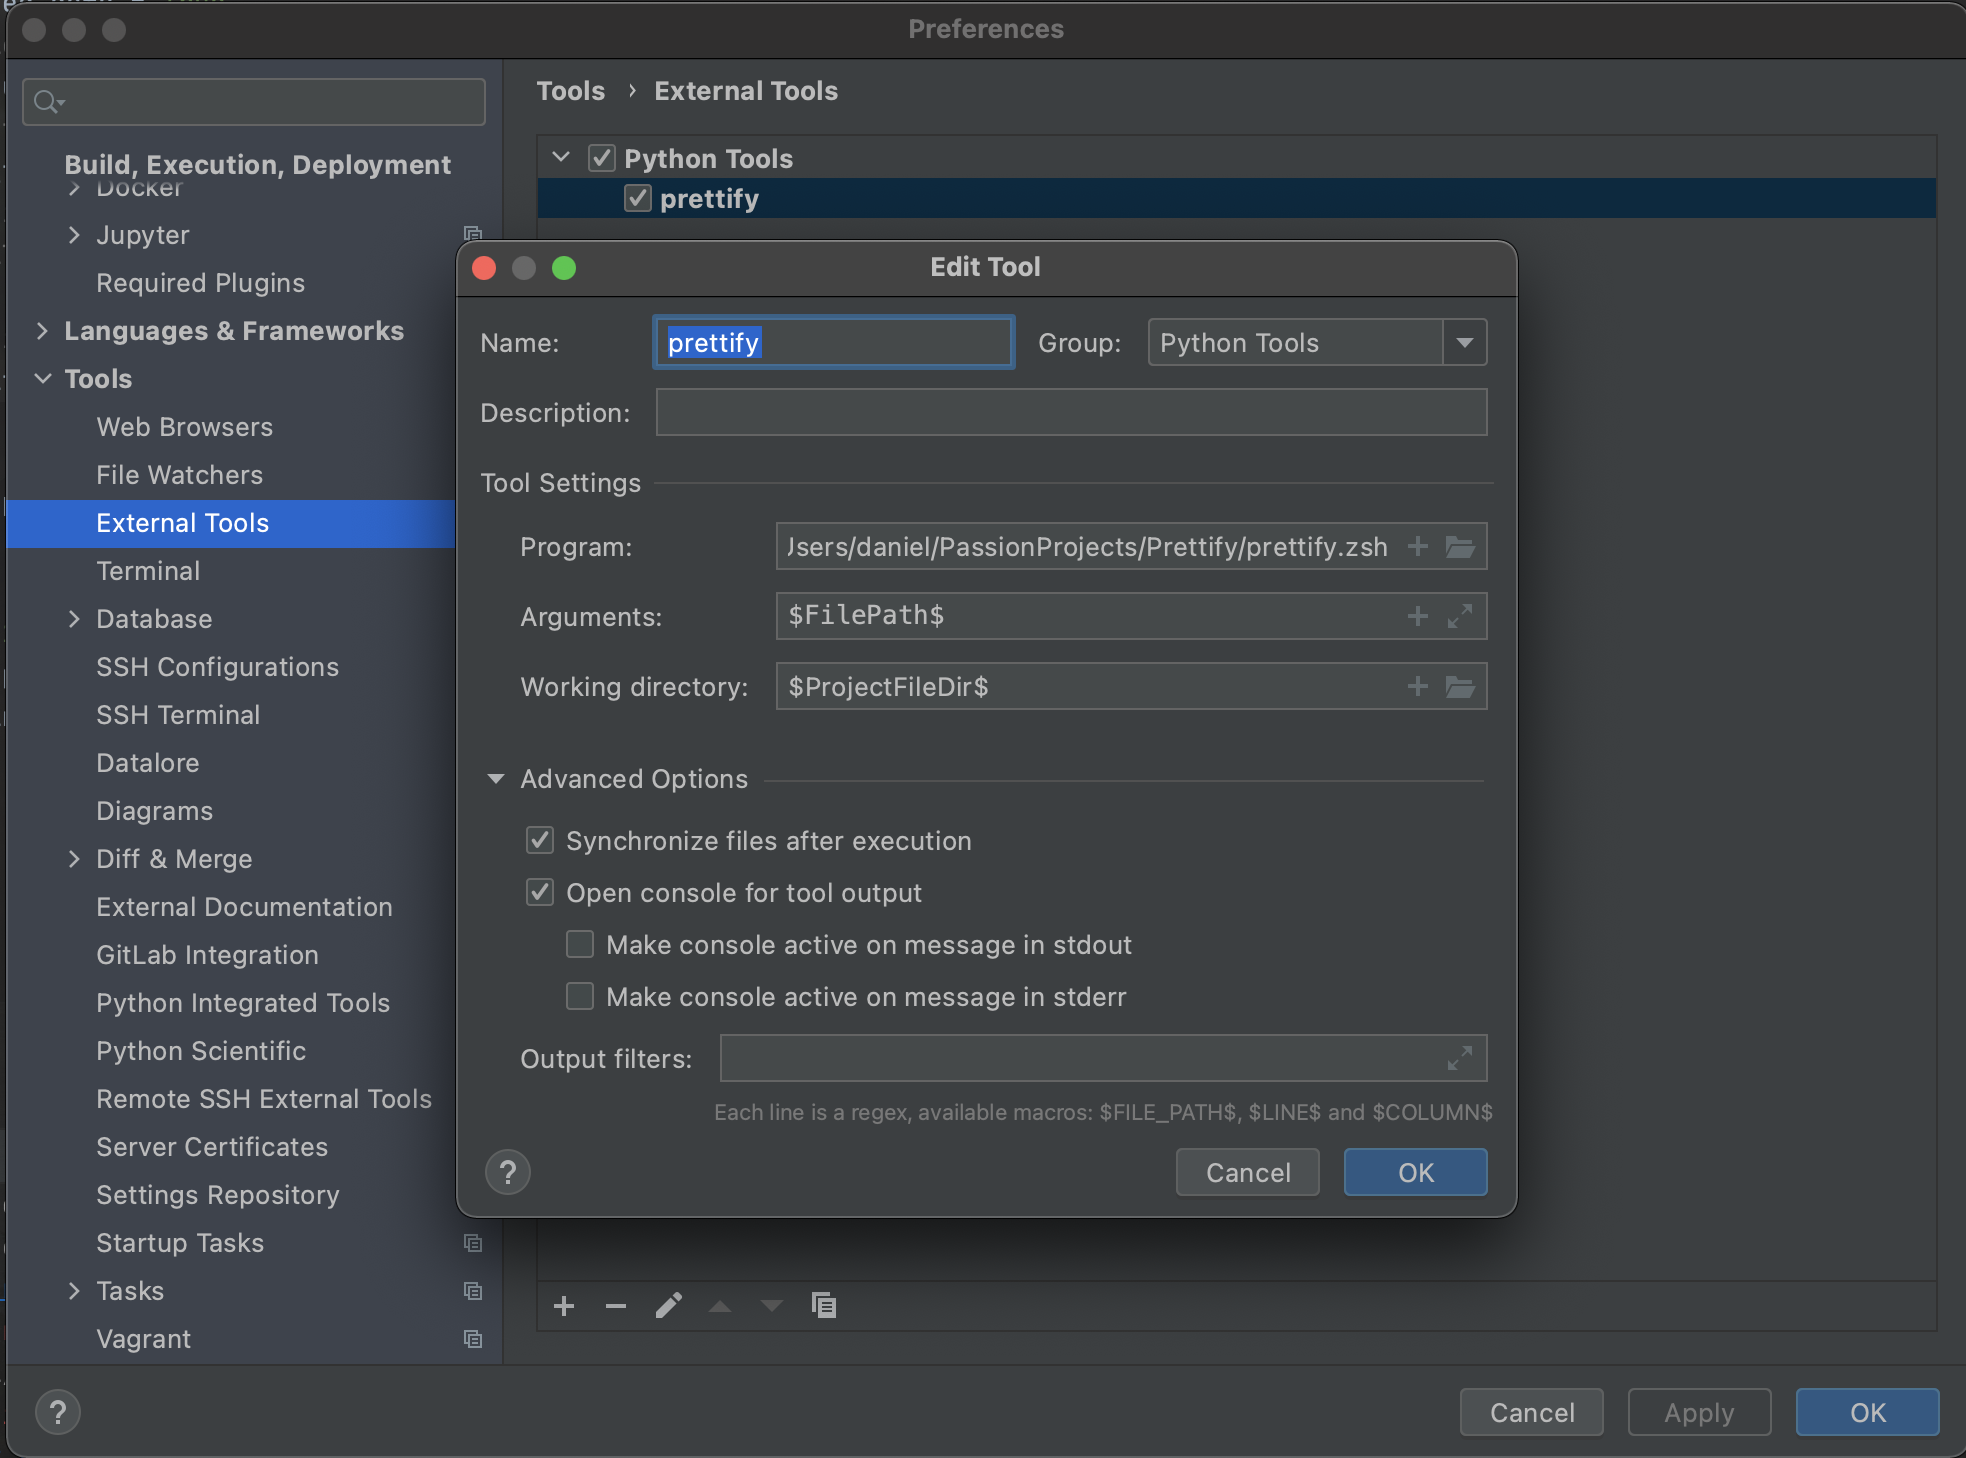 Preferences
Tools › External Tools
Build, Execution, Deployment
Docker
Jupyter
Required Plugins
Languages & Frameworks
Tools
Web Browsers
File Watchers
External Tools
Terminal
Database
SSH Configurations
SSH Terminal
Datalore
Diagrams
Diff & Merge
External Documentation
GitLab Integration
Python Integrated Tools
Python Scientific
Remote SSH External Tools
Server Certificates
Settings Repository
Startup Tasks
Tasks
Vagrant
Python Tools
prettify
Edit Tool
Name: prettify Group: Python Tools
Description:
Tool Settings
Program: Users/daniel/PassionProjects/Prettify/prettify.zsh
Arguments: $FilePath$
Working directory: $ProjectFileDir$
Advanced Options
Synchronize files after execution
Open console for tool output
Make console active on message in stdout
Make console active on message in stderr
Output filters:
Each line is a regex, available macros: $FILE_PATH$, $LINE$ and $COLUMN$
? Cancel OK
? Cancel Apply OK